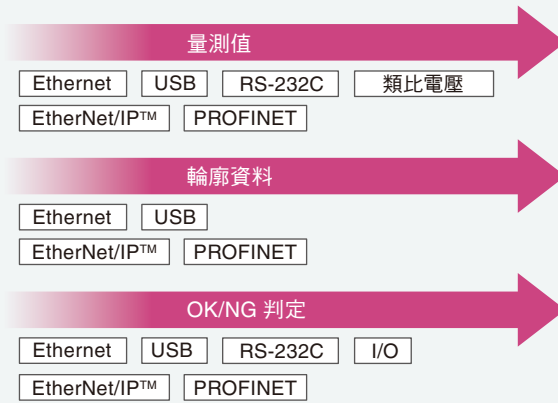 量測值
Ethernet USB RS-232C 類比電壓
EtherNet/IP™ PROFINET
輪廓資料
Ethernet USB
EtherNet/IP™ PROFINET
OK/NG 判定
Ethernet USB RS-232C I/O
EtherNet/IP™ PROFINET